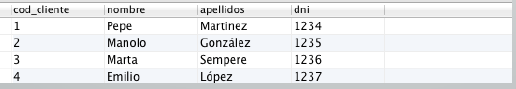 cod_cliente nombre apellidos dni
1 Pepe Martinez 1234
2 Manolo González 1235
3 Marta Sempere 1236
4 Emilio López 1237